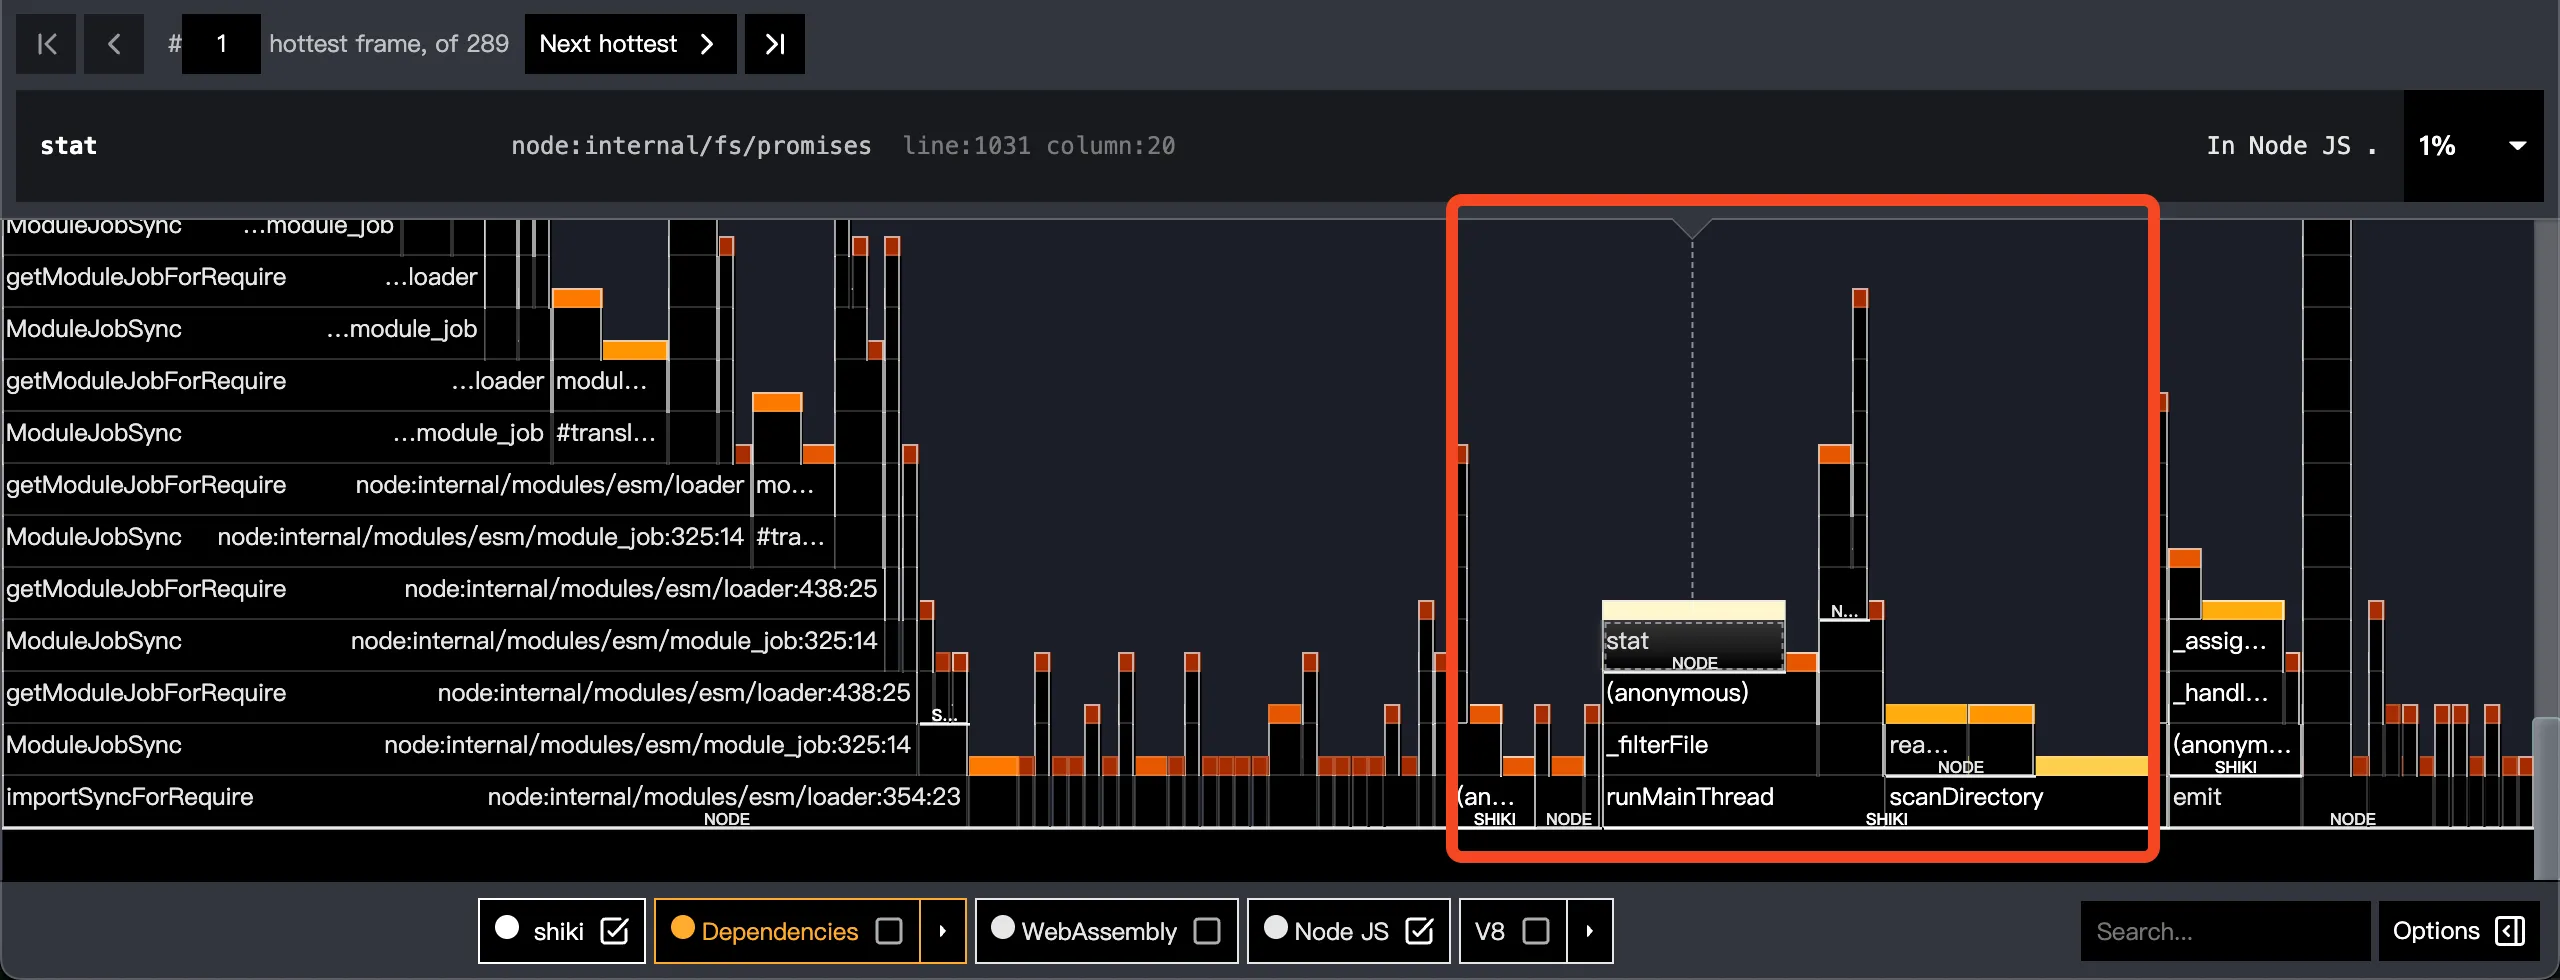 # 1 hottest frame, of 289 Next hottest
stat node:internal/fs/promises line:1031 column:20 In Node JS . 1%
ModuleJobSync …module_job
getModuleJobForRequire …loader
ModuleJobSync …module_job
getModuleJobForRequire …loader modul…
ModuleJobSync …module_job #transl…
getModuleJobForRequire node:internal/modules/esm/loader mo…
ModuleJobSync node:internal/modules/esm/module_job:325:14 #tra…
getModuleJobForRequire node:internal/modules/esm/loader:438:25 N…
ModuleJobSync node:internal/modules/esm/module_job:325:14 stat _assig…
NODE
getModuleJobForRequire node:internal/modules/esm/loader:438:25 (anonymous) _handl…
S…
ModuleJobSync node:internal/modules/esm/module_job:325:14 _filterFile rea… (anonym…
NODE SHIKI
importSyncForRequire node:internal/modules/esm/loader:354:23 (an… runMainThread scanDirectory emit
NODE SHIKI NODE SHIKI NODE
shiki Dependencies WebAssembly Node JS V8 Search... Options